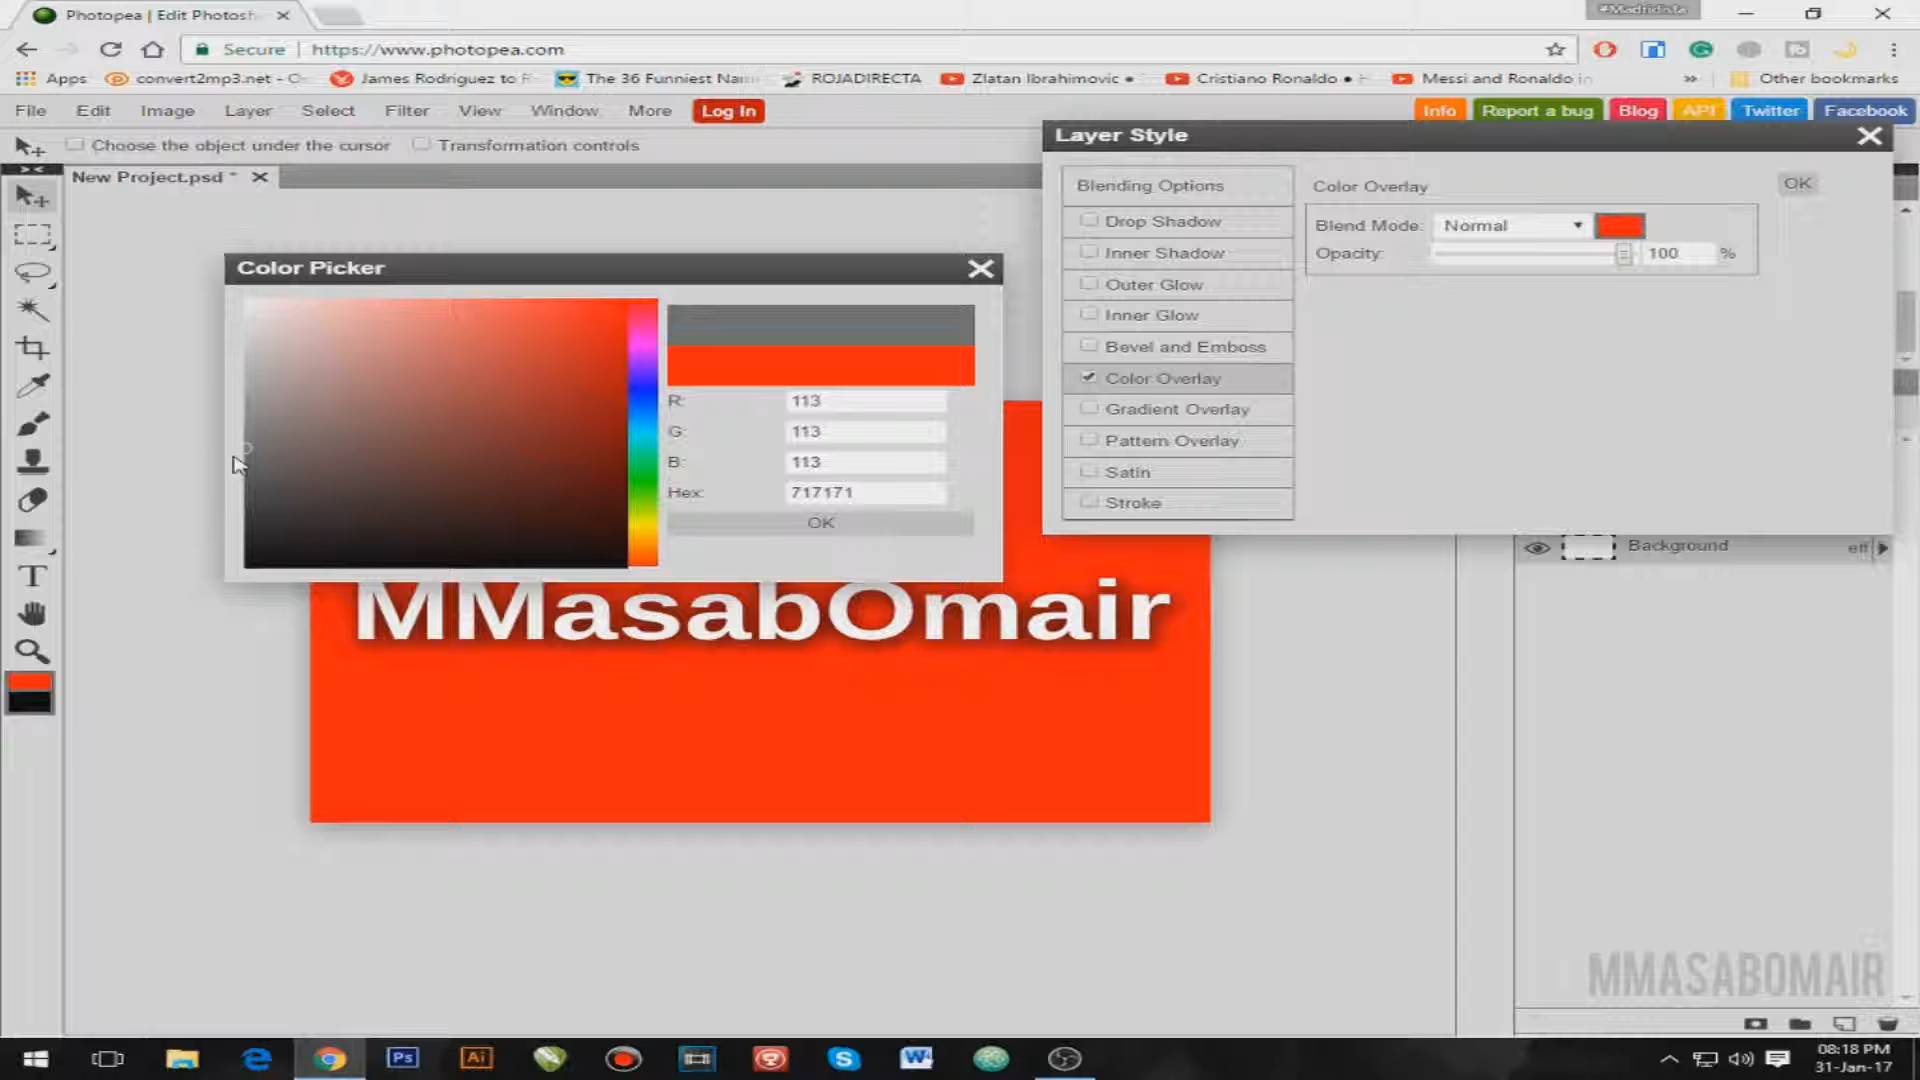 Photopea | Edit Photosh
#Madridista
Secure https://www.photopea.com
Apps convert2mp3.net - C James Rodriguez to The 36 Funniest Nam ROJADIRECTA Zlatan Ibrahimovic • Cristiano Ronaldo • Messi and Ronaldo in » Other bookmarks
File Edit Image Layer Select Filter View Window More Log In Info Report a bug Blog API Twitter Facebook
Choose the object under the cursor Transformation controls
New Project.psd *
Layer Style
Blending Options
Drop Shadow
Inner Shadow
Outer Glow
Inner Glow
Bevel and Emboss
Color Overlay
Gradient Overlay
Pattern Overlay
Satin
Stroke
Color Overlay
OK
Blend Mode: Normal
Opacity: 100 %
Color Picker
R: 113
G: 113
B: 113
Hex: 717171
OK
MMasabOmair
Background eff
MMASABOMAIR
08:18 PM
31-Jan-17